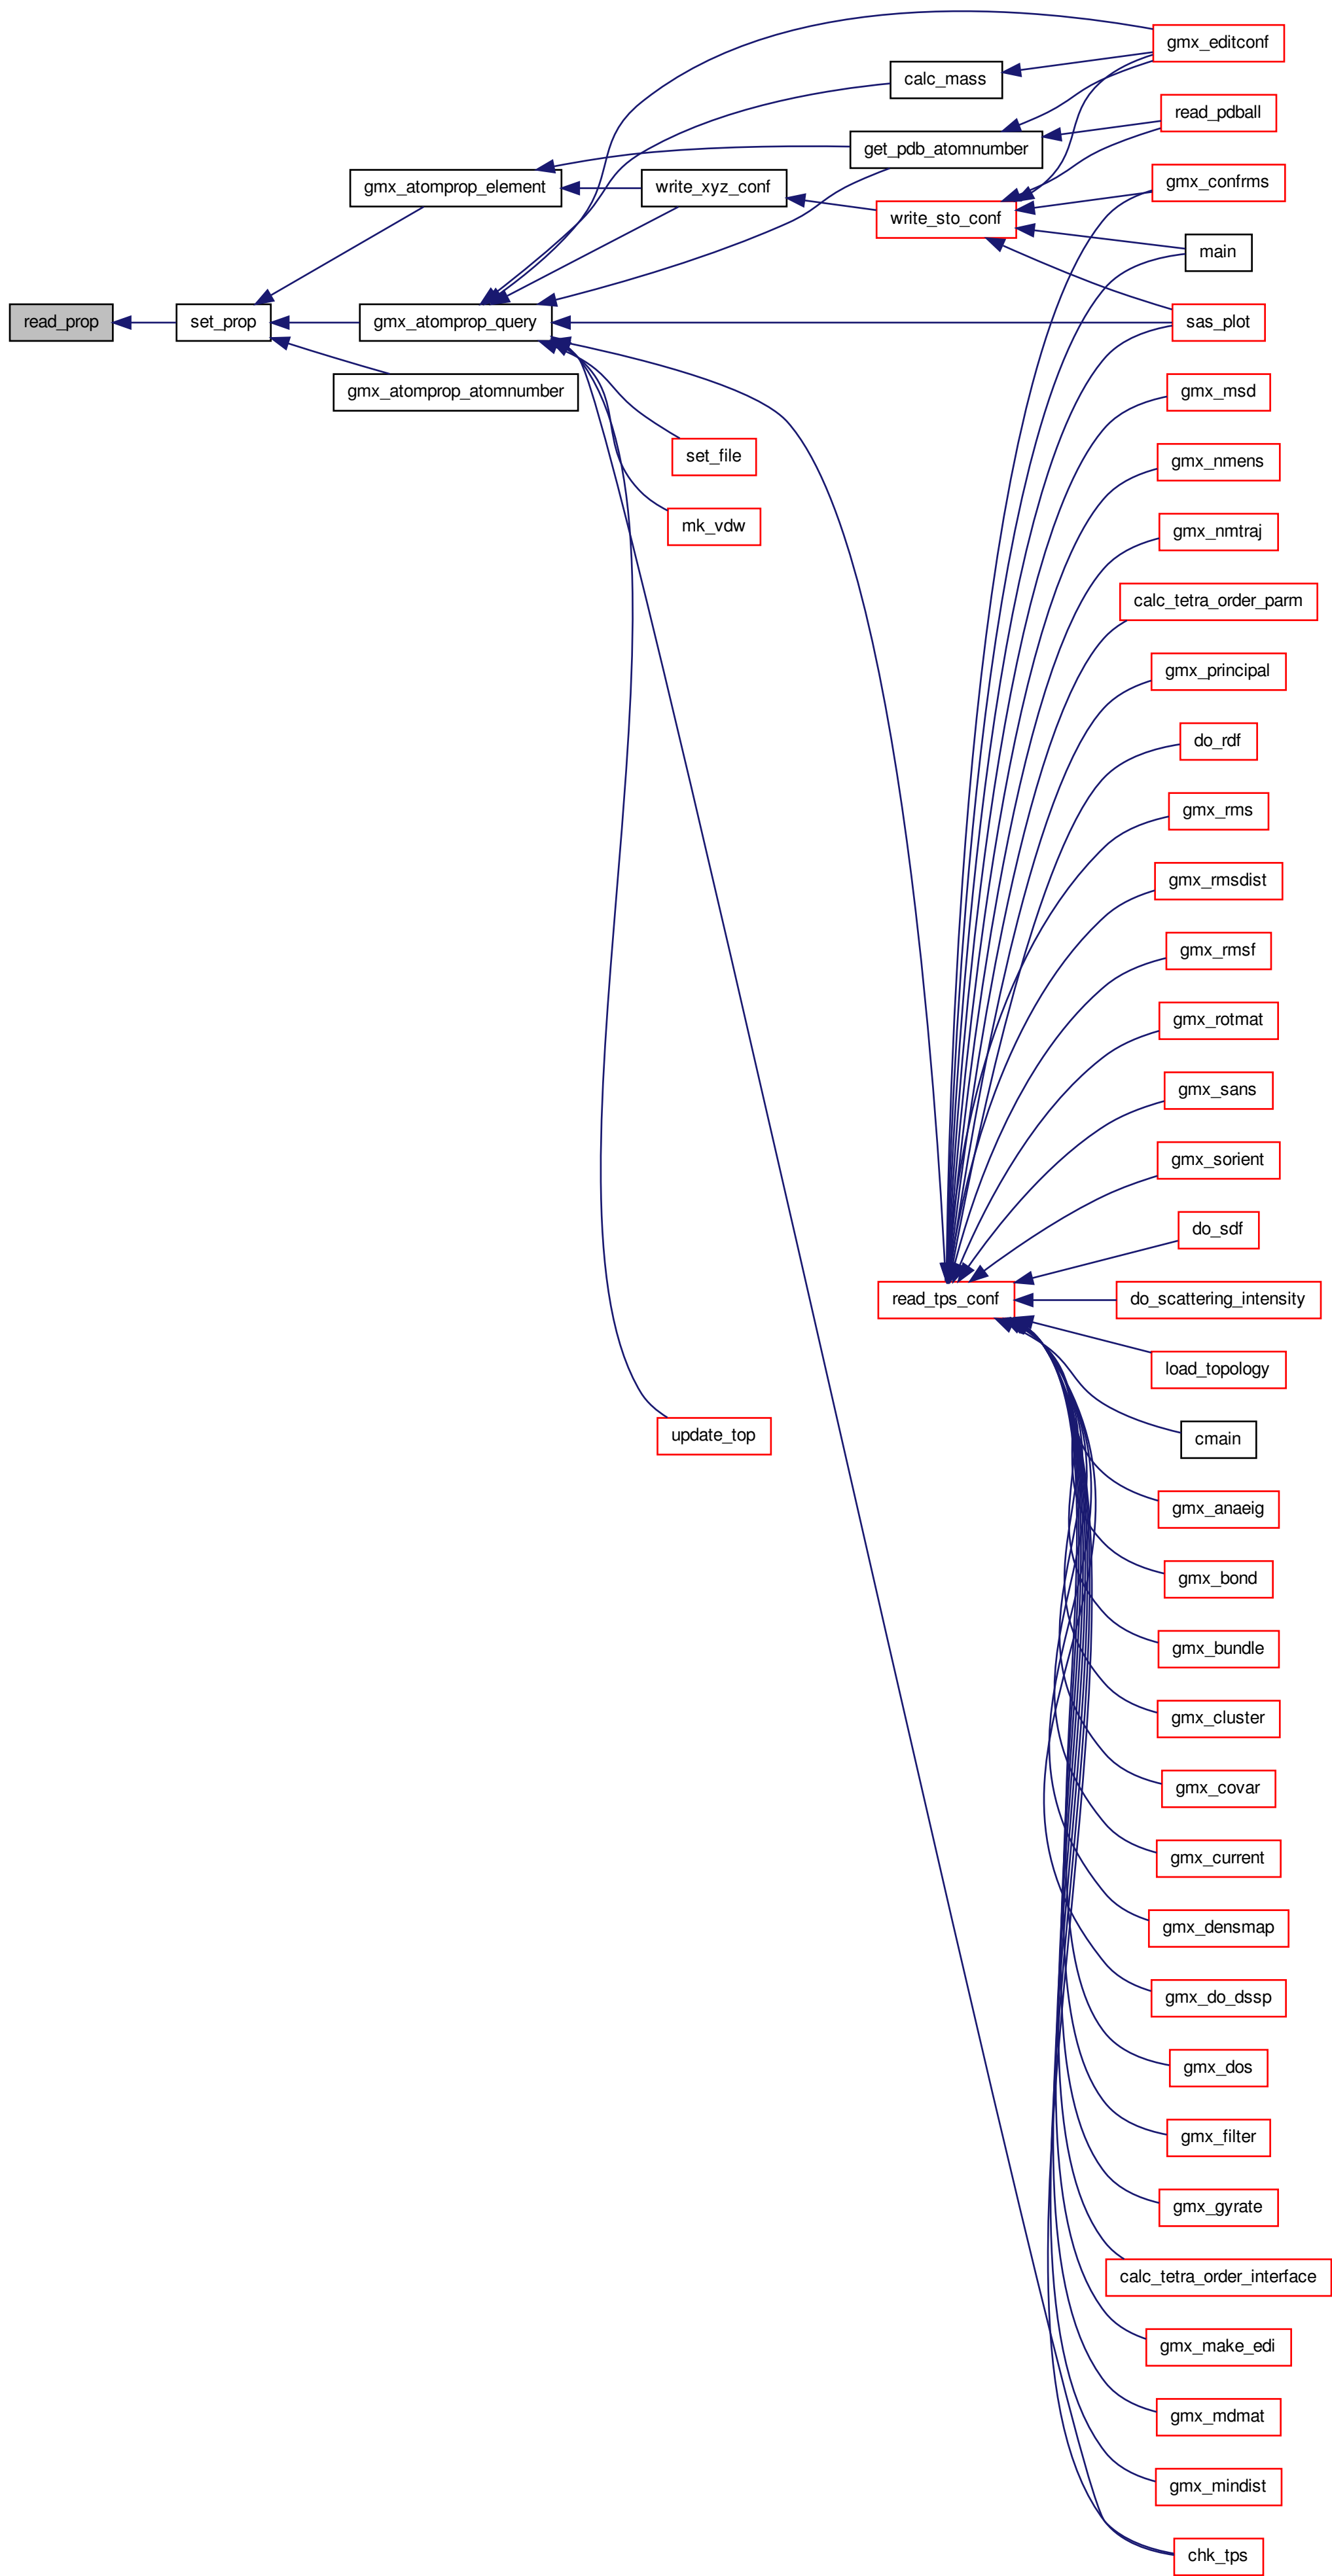 gmx_editconf
calc_mass
read_pdball
get_pdb_atomnumber
gmx_confrms
gmx_atomprop_element
write_xyz_conf
write_sto_conf
main
read_prop
set_prop
gmx_atomprop_query
sas_plot
gmx_atomprop_atomnumber
gmx_msd
set_file
gmx_nmens
mk_vdw
gmx_nmtraj
calc_tetra_order_parm
gmx_principal
do_rdf
gmx_rms
gmx_rmsdist
gmx_rmsf
gmx_rotmat
gmx_sans
gmx_sorient
do_sdf
read_tps_conf
do_scattering_intensity
load_topology
update_top
cmain
gmx_anaeig
gmx_bond
gmx_bundle
gmx_cluster
gmx_covar
gmx_current
gmx_densmap
gmx_do_dssp
gmx_dos
gmx_filter
gmx_gyrate
calc_tetra_order_interface
gmx_make_edi
gmx_mdmat
gmx_mindist
chk_tps